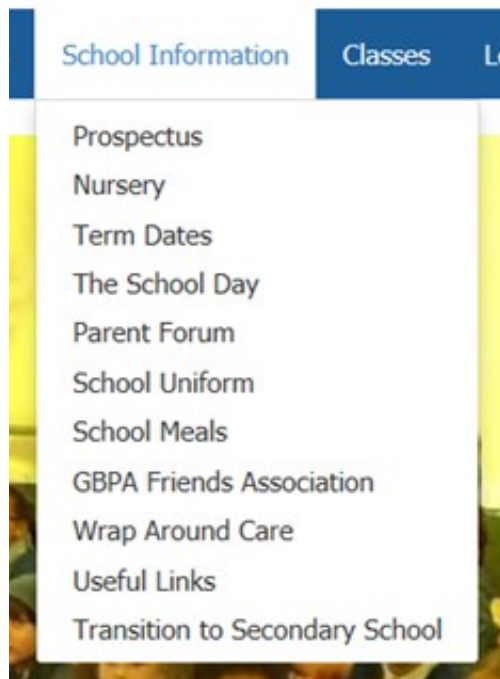 School Information Classes
Prospectus
Nursery
Term Dates
The School Day
Parent Forum
School Uniform
School Meals
GBPA Friends Association
Wrap Around Care
Useful Links
Transition to Secondary School